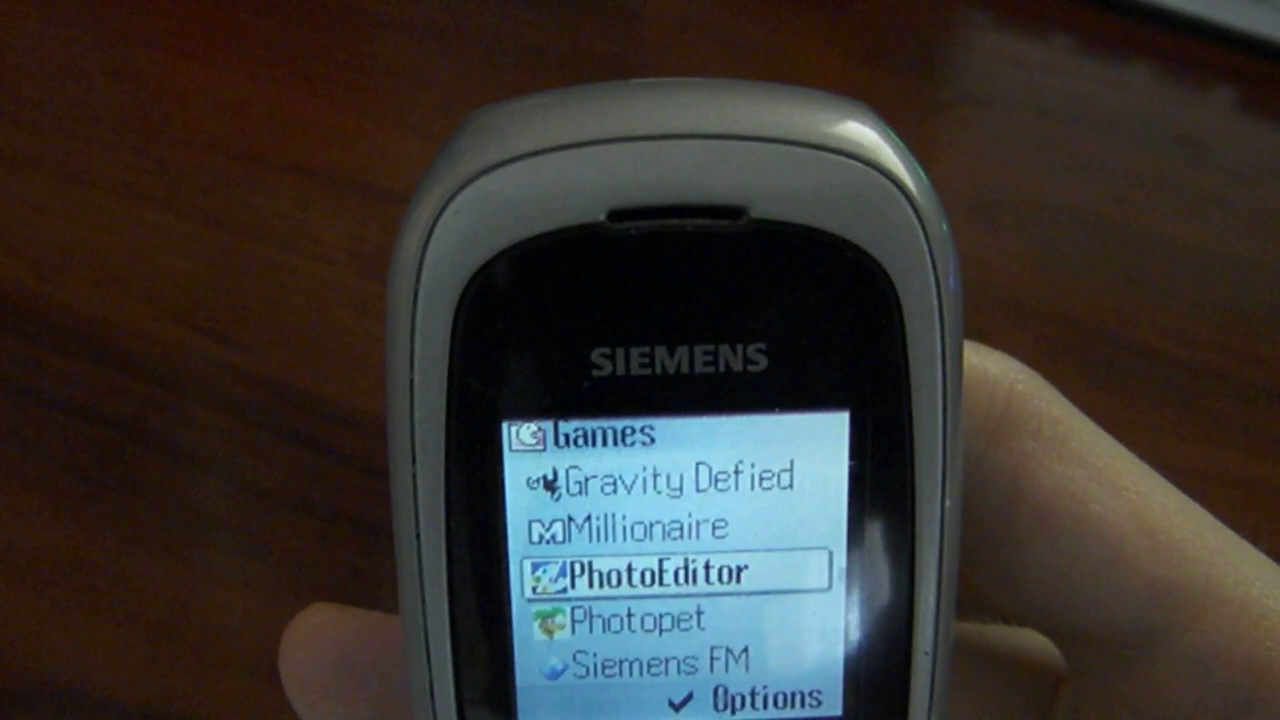 SIEMENS
Games
Gravity Defied
Millionaire
PhotoEditor
Photopet
Siemens FM
Options